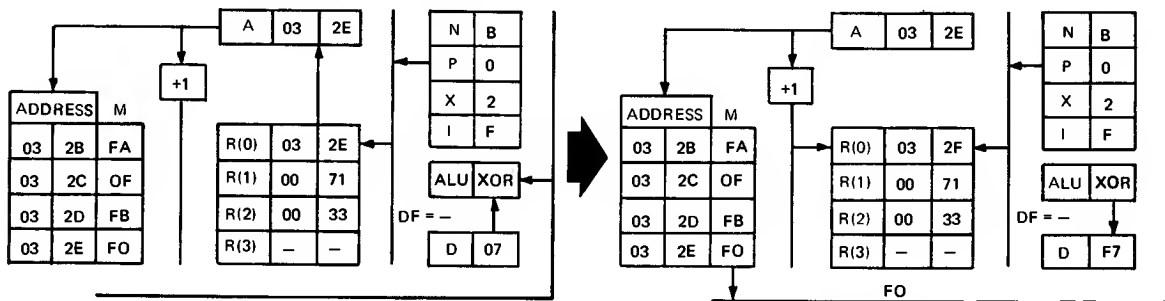 A 03 2E
+1
ADDRESS M
03 2B FA
03 2C OF
03 2D FB
03 2E FO
R(0) 03 2E
R(1) 00 71
R(2) 00 33
R(3) – –
N B
P 0
X 2
I F
ALU XOR
DF = –
D 07
A 03 2E
+1
ADDRESS M
03 2B FA
03 2C OF
03 2D FB
03 2E FO
R(0) 03 2F
R(1) 00 71
R(2) 00 33
R(3) – –
N B
P 0
X 2
I F
ALU XOR
DF = –
D F7
FO